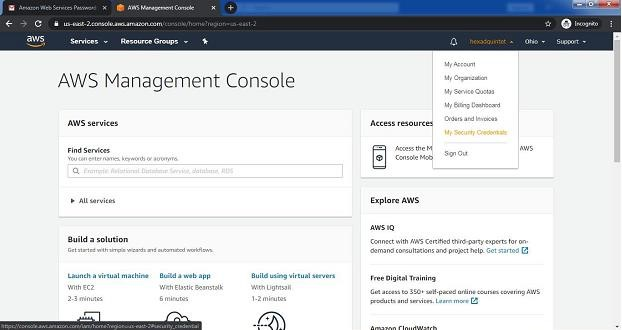 Amazon Web Services Password
AWS Management Console
us-east-2.console.aws.amazon.com/console/home?region=us-east-2
Incognito
aws
Services
Resource Groups
hexadquintet
Ohio
Support
My Account
My Organization
My Service Quotas
My Billing Dashboard
Orders and Invoices
My Security Credentials
Sign Out
AWS Management Console
AWS services
Find Services
You can enter names, keywords or acronyms.
Example: Relational Database Service, database, RDS
All services
Build a solution
Get started with simple wizards and automated workflows.
Launch a virtual machine
With EC2
2-3 minutes
Build a web app
With Elastic Beanstalk
6 minutes
Build using virtual servers
With Lightsail
1-2 minutes
Access resources
Access the M AWS
Console Mob
Explore AWS
AWS IQ
Connect with AWS Certified third-party experts for on-
demand consultations and project help. Get started
Free Digital Training
Get access to 350+ self-paced online courses covering AWS
products and services. Learn more
Amazon CloudWatch
https://console.aws.amazon.com/iam/home?region=us-east-2#security_credential